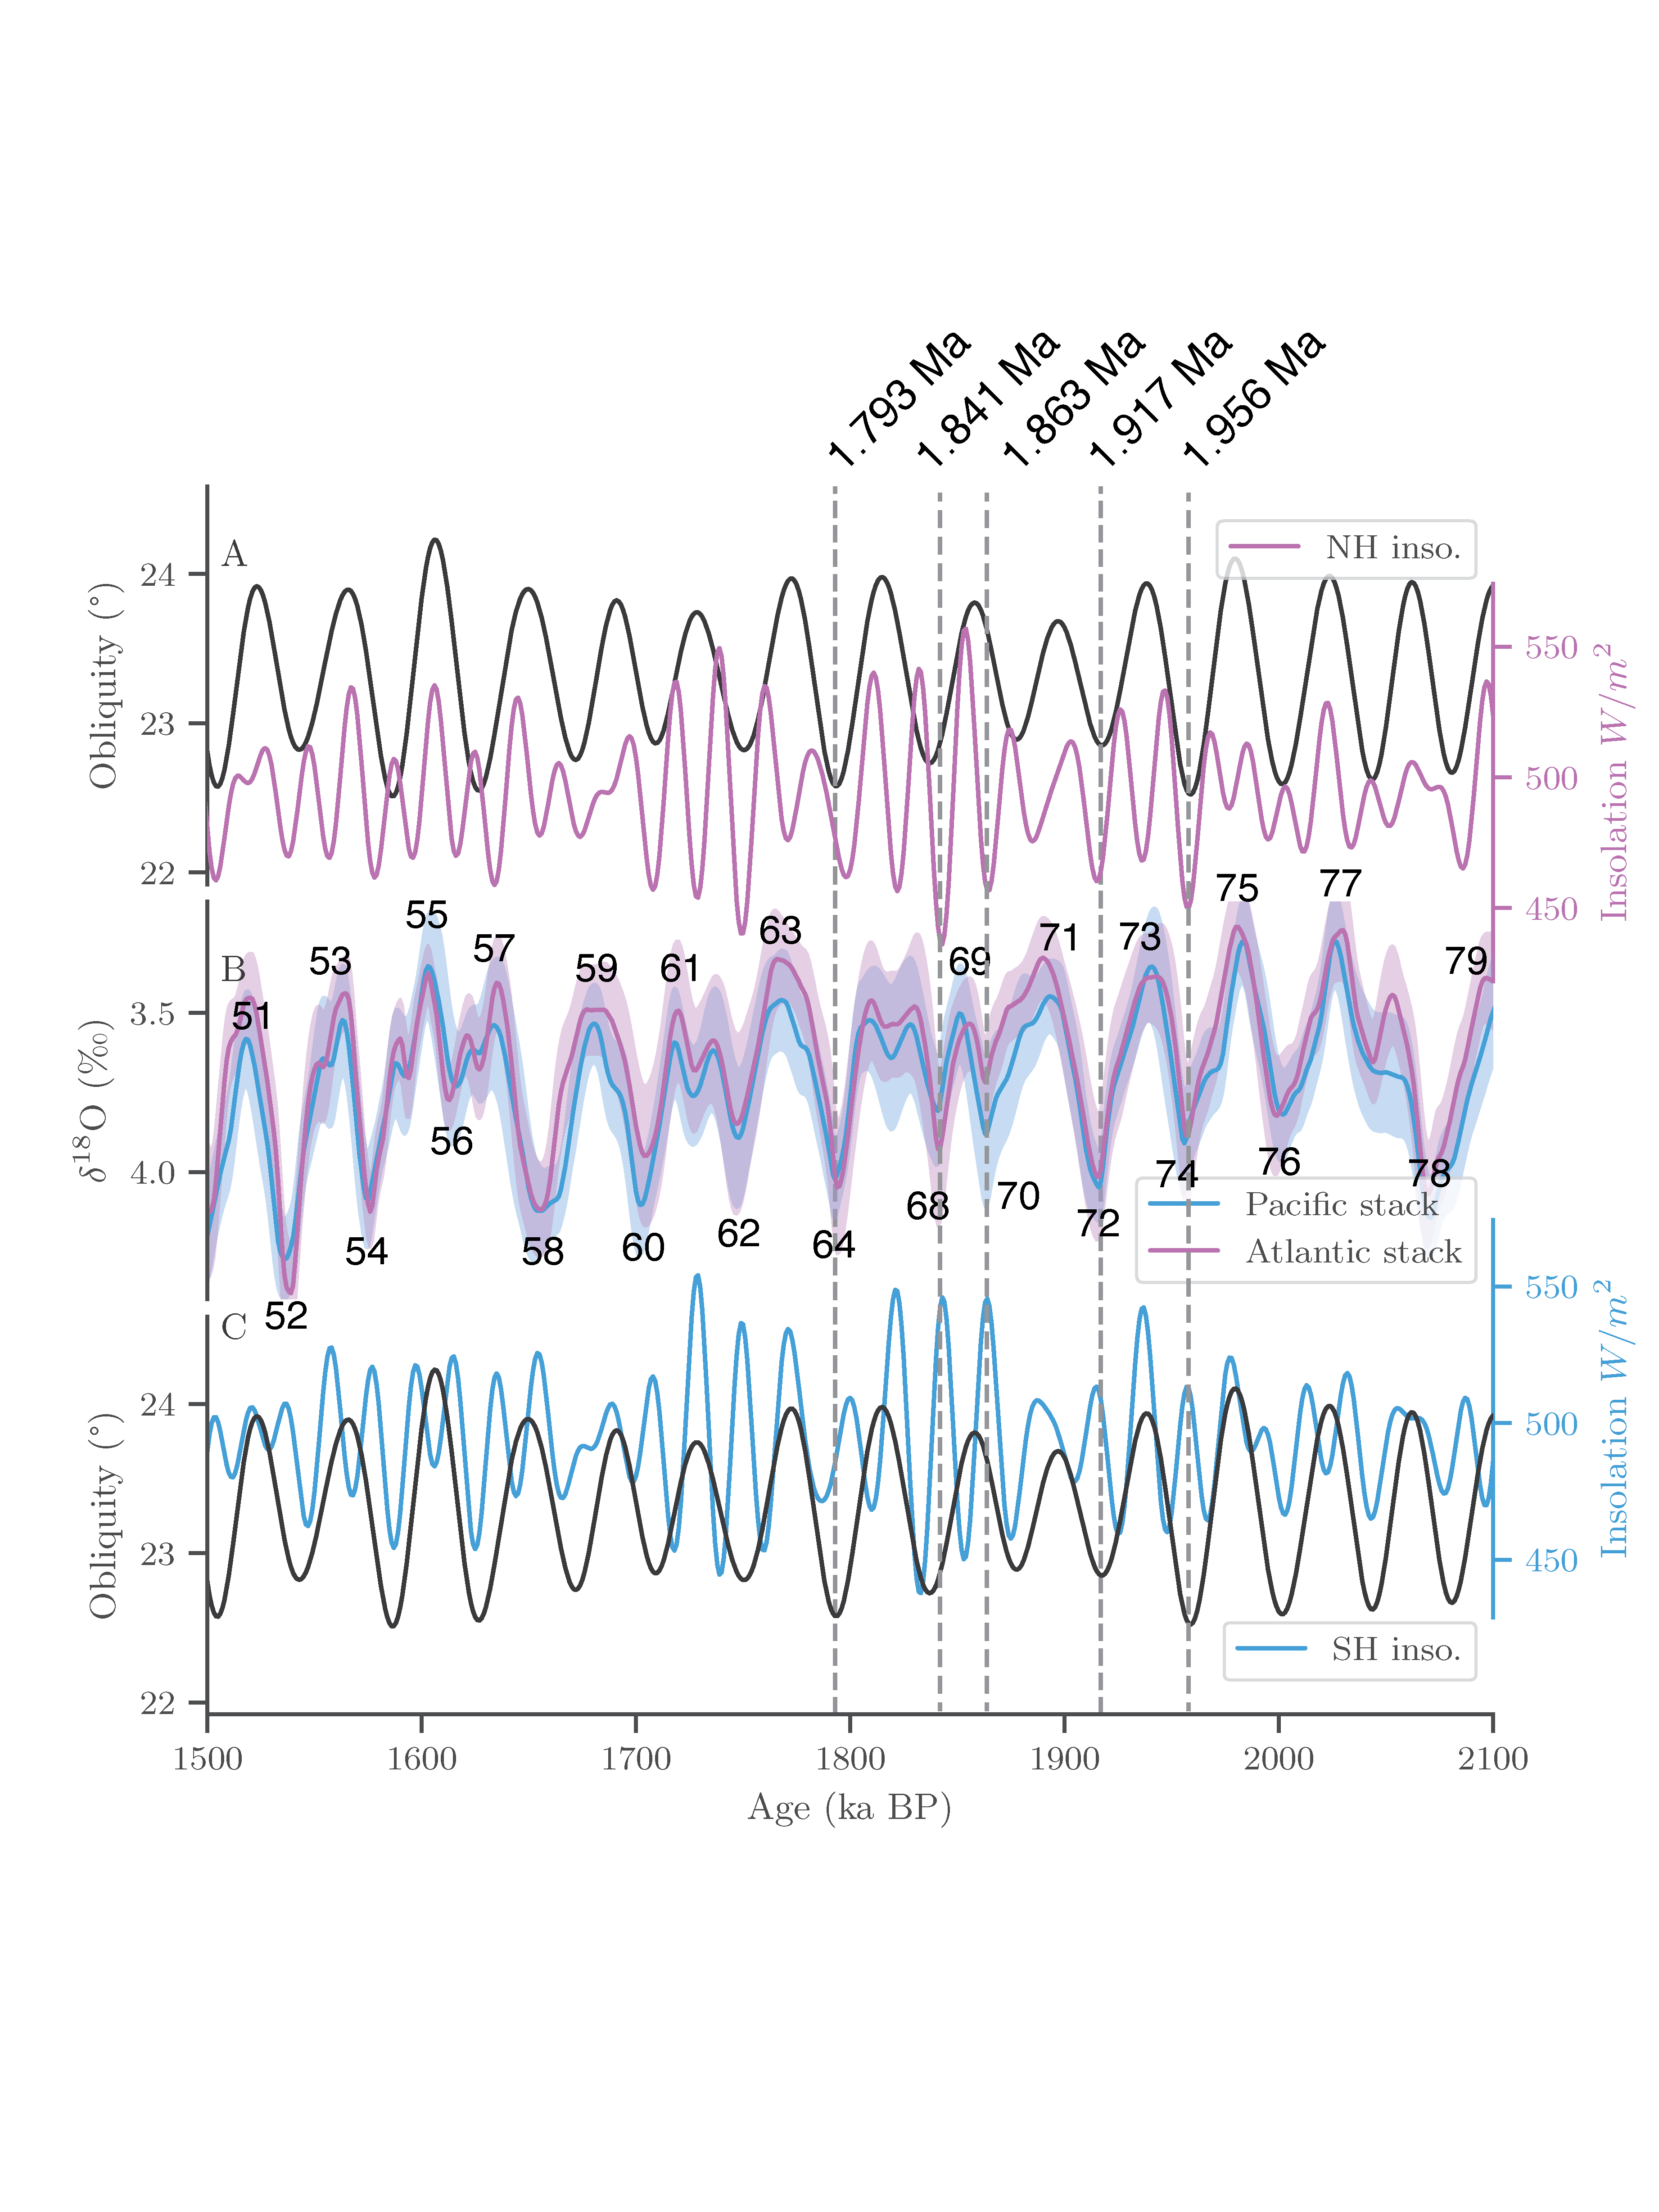 1.793 Ma
1.841 Ma
1.863 Ma
1.917 Ma
1.956 Ma
A
NH inso.
Obliquity (°)
24
23
22
550
500
450
Insolation W/m²
B
δ¹⁸O (‰)
3.5
4.0
51
52
53
54
55
56
57
58
59
60
61
62
63
64
68
69
70
71
72
73
74
75
76
77
78
79
Pacific stack
Atlantic stack
C
Obliquity (°)
24
23
22
550
500
450
Insolation W/m²
SH inso.
1500 1600 1700 1800 1900 2000 2100
Age (ka BP)